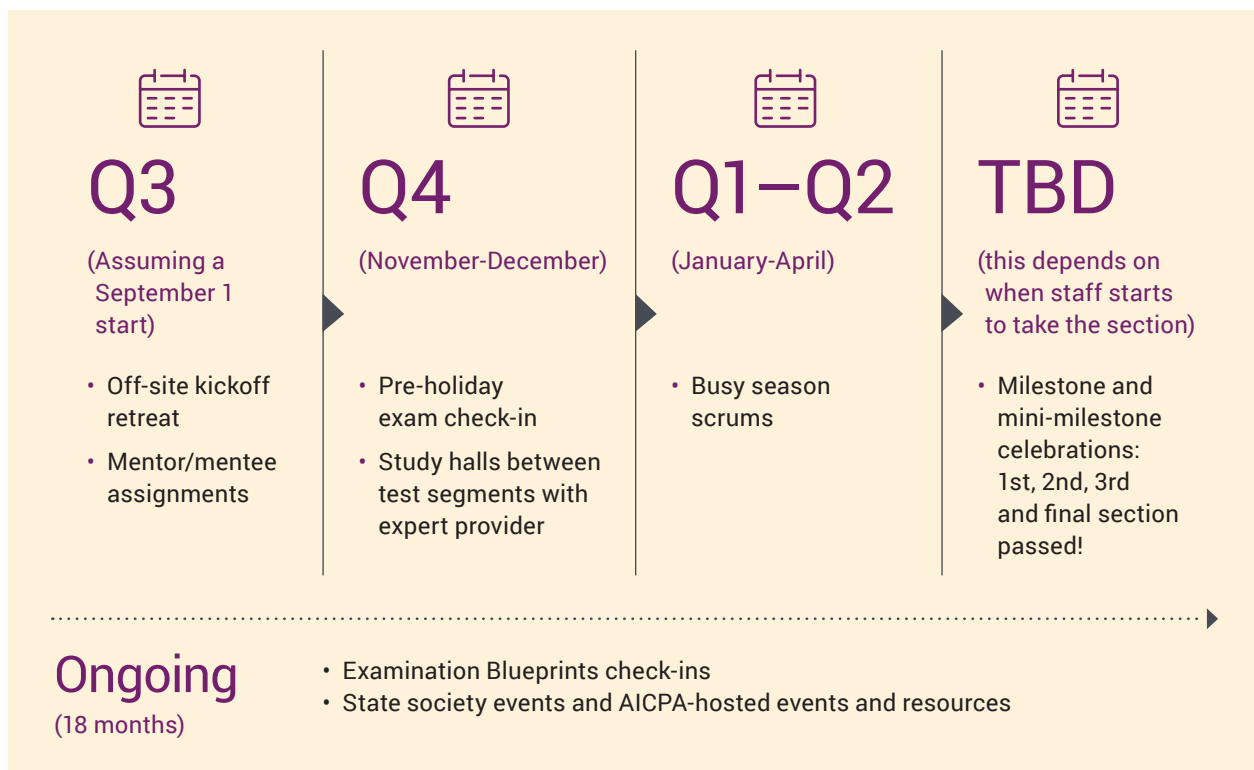 Q3
(Assuming a
September 1
start)
• Off-site kickoff
retreat
• Mentor/mentee
assignments
Q4
(November-December)
• Pre-holiday
exam check-in
• Study halls between
test segments with
expert provider
Q1–Q2
(January-April)
• Busy season
scrums
TBD
(this depends on
when staff starts
to take the section)
• Milestone and
mini-milestone
celebrations:
1st, 2nd, 3rd
and final section
passed!
Ongoing
(18 months)
• Examination Blueprints check-ins
• State society events and AICPA-hosted events and resources